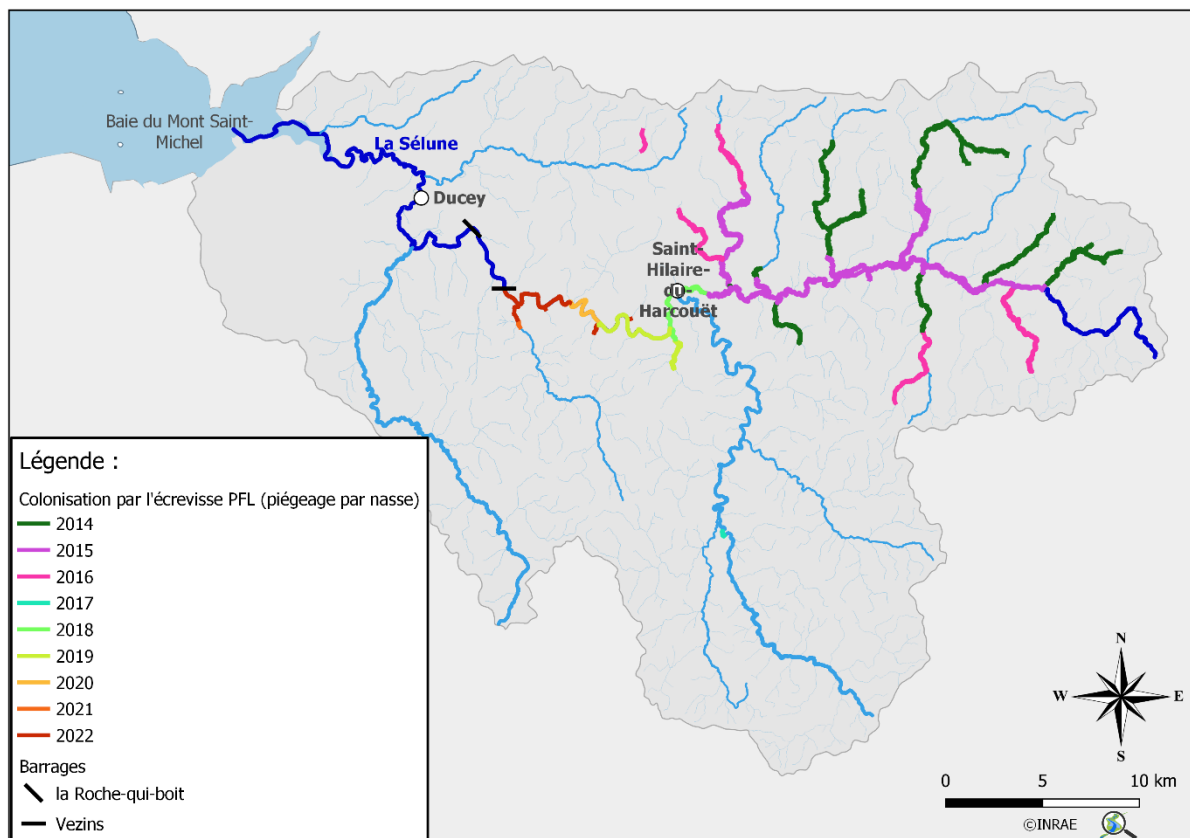 Baie du Mont Saint-
Michel
La Sélune
Ducey
Saint-
Hilaire-
du-
Harcouët
Légende :
Colonisation par l'écrevisse PFL (piégeage par nasse)
2014
2015
2016
2017
2018
2019
2020
2021
2022
Barrages
la Roche-qui-boit
Vezins
N
W
E
S
0 5 10 km
©INRAE